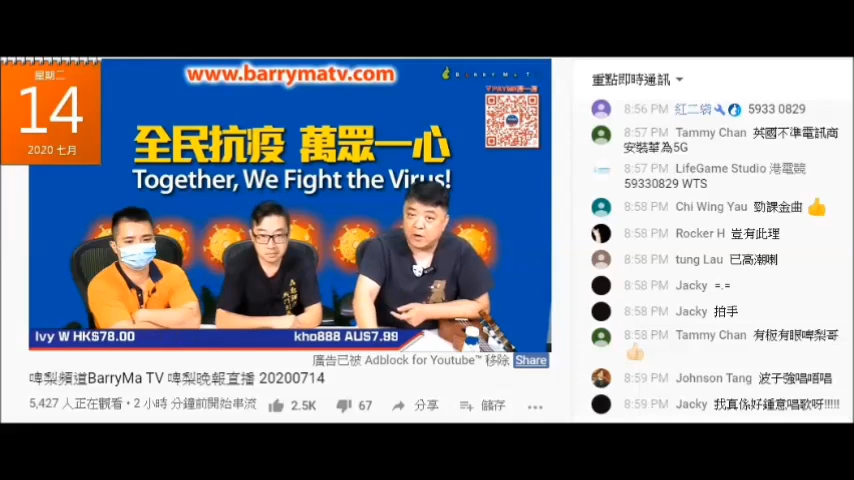 星期二
14
2020 七月
www.barrymatv.com
BARRYMAT
全民抗疫 萬眾一心
Together, We Fight the Virus!
Ivy W HK$78.00
kho888 AU$7.99
廣告已被 Adblock for Youtube™ 移除
Share
啤梨頻道BarryMa TV 啤梨晚報直播 20200714
5,427 人正在觀看 • 2 小時 分鐘前開始串流
2.5K
67
分享
儲存
重點即時通訊
8:56 PM 紅二袋 5933 0829
8:57 PM Tammy Chan 英國不準電訊商
安裝華為5G
8:57 PM LifeGame Studio 港電競
59330829 WTS
8:58 PM Chi Wing Yau 勁課金曲
8:58 PM Rocker H 豈有此理
8:58 PM tung Lau 已高潮喇
8:58 PM Jacky =.=
8:58 PM Jacky 拍手
8:58 PM Tammy Chan 有板有眼啤梨哥
8:59 PM Johnson Tang 波子強唱唔唱
8:59 PM Jacky 我真係好鍾意唱歌呀!!!!!